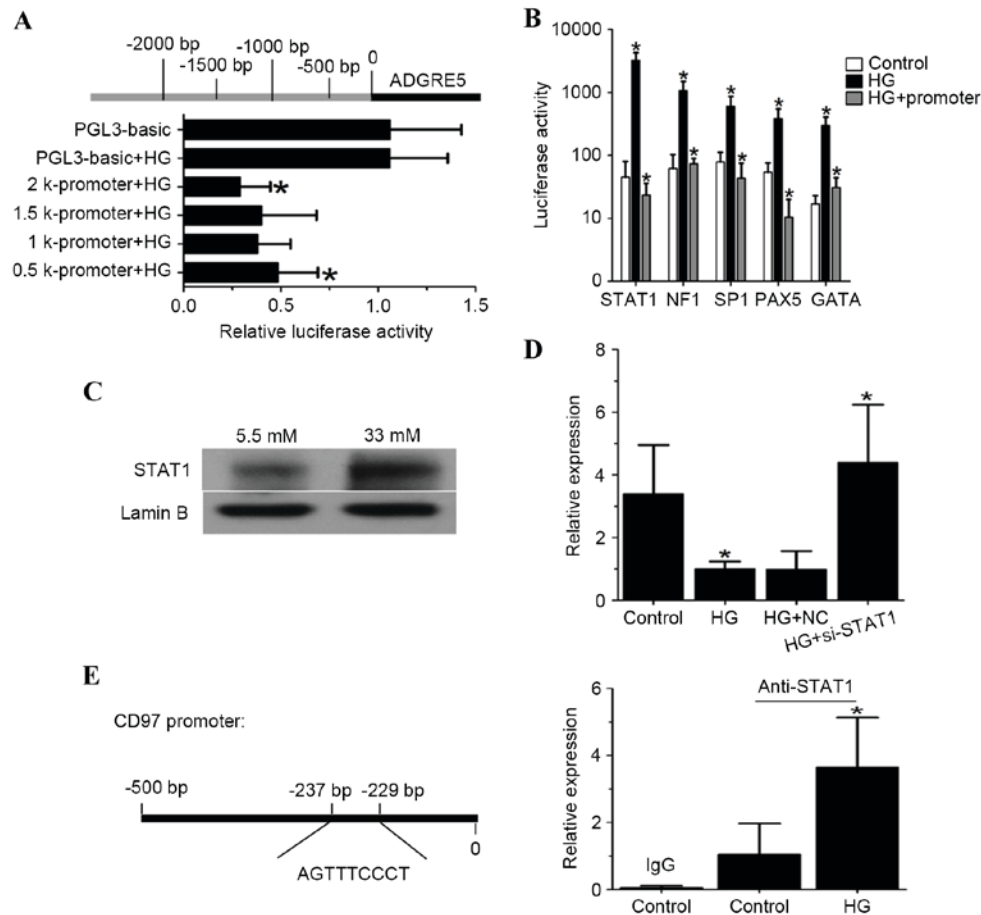 A
-2000 bp
-1000 bp
0
-1500 bp
-500 bp
ADGRE5
PGL3-basic
PGL3-basic+HG
2 k-promoter+HG
*
1.5 k-promoter+HG
1 k-promoter+HG
0.5 k-promoter+HG
*
0.0 0.5 1.0 1.5
Relative luciferase activity
B
Luciferase activity
10000
1000
100
10
0
* * * * *
* * * * *
STAT1 NF1 SP1 PAX5 GATA
Control
HG
HG+promoter
C
5.5 mM 33 mM
STAT1
Lamin B
D
Relative expression
8
6
4
2
0
* *
Control HG HG+NC HG+si-STAT1
E
CD97 promoter:
-500 bp
-237 bp
-229 bp
0
AGTTTCCCT
Relative expression
6
4
2
0
Anti-STAT1
*
IgG
Control Control HG